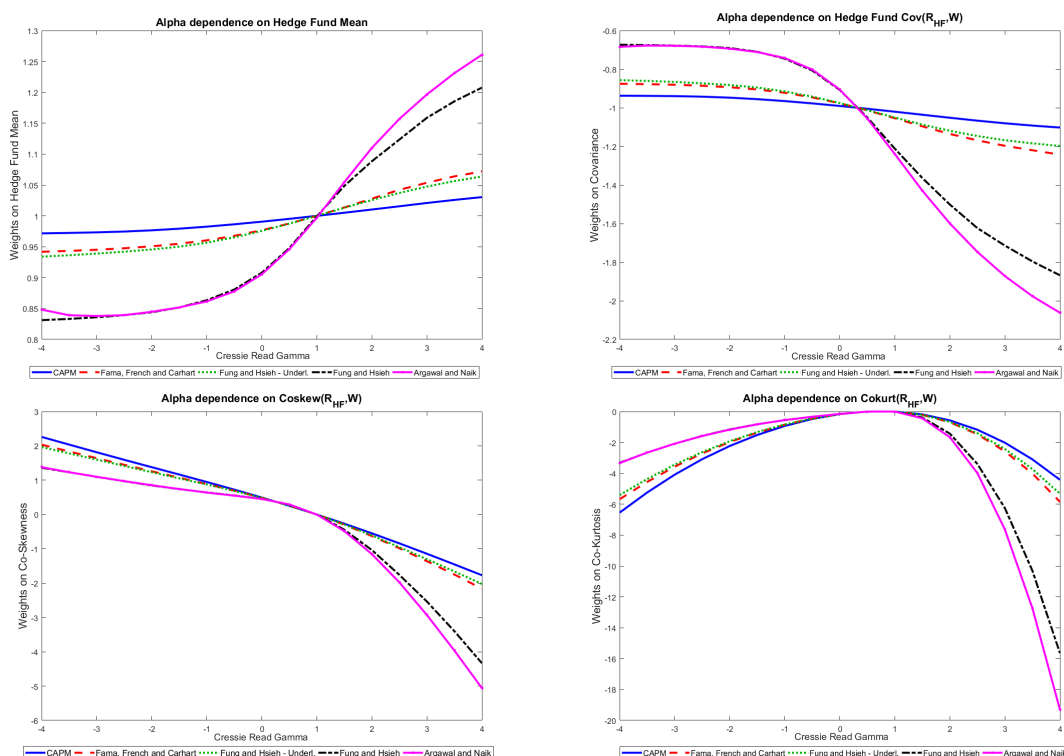 Alpha dependence on Hedge Fund Mean
Weights on Hedge Fund Mean
1.3
1.25
1.2
1.15
1.1
1.05
1
0.95
0.9
0.85
0.8
-4 -3 -2 -1 0 1 2 3 4
Cressie Read Gamma
CAPM Fama, French and Carhart Fung and Hsieh - Underl. Fung and Hsieh Argawal and Naik
Alpha dependence on Hedge Fund Cov(R_HF,W)
Weights on Covariance
-0.6
-0.8
-1
-1.2
-1.4
-1.6
-1.8
-2
-2.2
-4 -3 -2 -1 0 1 2 3 4
Cressie Read Gamma
CAPM Fama, French and Carhart Fung and Hsieh - Underl. Fung and Hsieh Argawal and Naik
Alpha dependence on Coskew(R_HF,W)
Weights on Co-Skewness
3
2
1
0
-1
-2
-3
-4
-5
-6
-4 -3 -2 -1 0 1 2 3 4
Cressie Read Gamma
CAPM Fama, French and Carhart Fung and Hsieh - Underl. Fung and Hsieh Argawal and Naik
Alpha dependence on Cokurt(R_HF,W)
Weights on Co-Kurtosis
0
-2
-4
-6
-8
-10
-12
-14
-16
-18
-20
-4 -3 -2 -1 0 1 2 3 4
Cressie Read Gamma
CAPM Fama, French and Carhart Fung and Hsieh - Underl. Fung and Hsieh Argawal and Naik